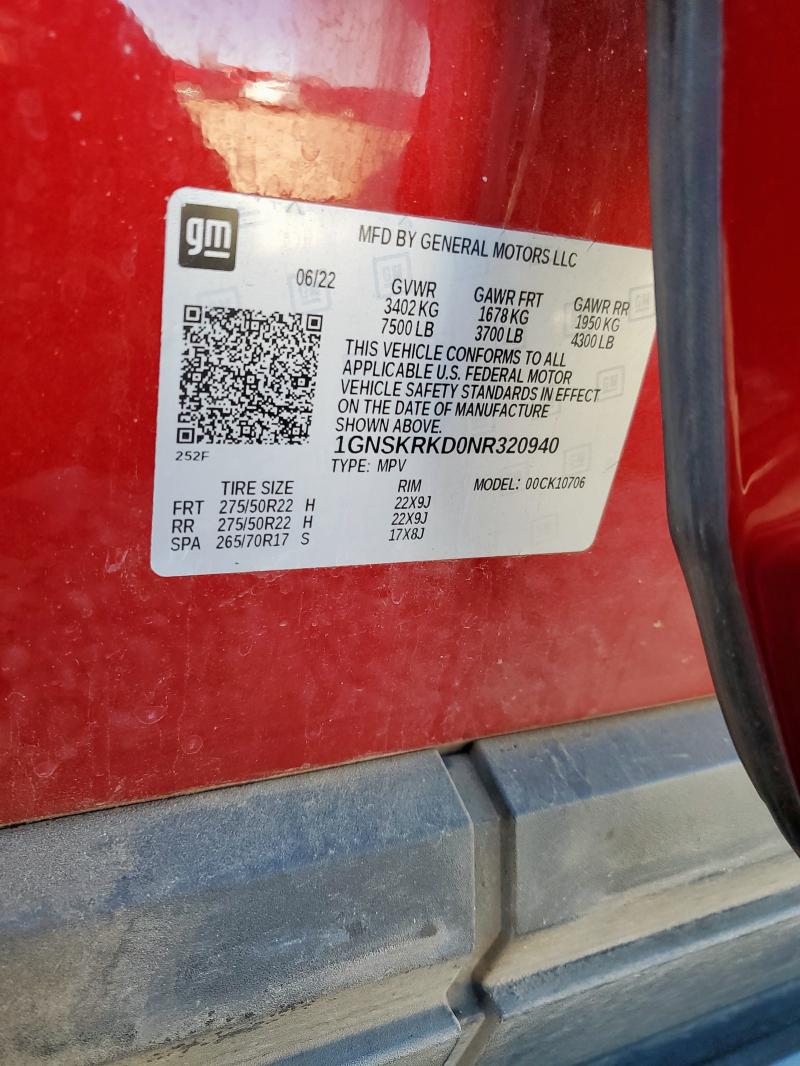 gm
MFD BY GENERAL MOTORS LLC
06/22
GVWR GAWR FRT GAWR RR
3402 KG 1678 KG 1950 KG
7500 LB 3700 LB 4300 LB
THIS VEHICLE CONFORMS TO ALL
APPLICABLE U.S. FEDERAL MOTOR
VEHICLE SAFETY STANDARDS IN EFFECT
ON THE DATE OF MANUFACTURE
SHOWN ABOVE.
252F
1GNSKRKD0NR320940
TYPE: MPV MODEL: 00CK10706
TIRE SIZE RIM
FRT 275/50R22 H 22X9J
RR 275/50R22 H 22X9J
SPA 265/70R17 S 17X8J